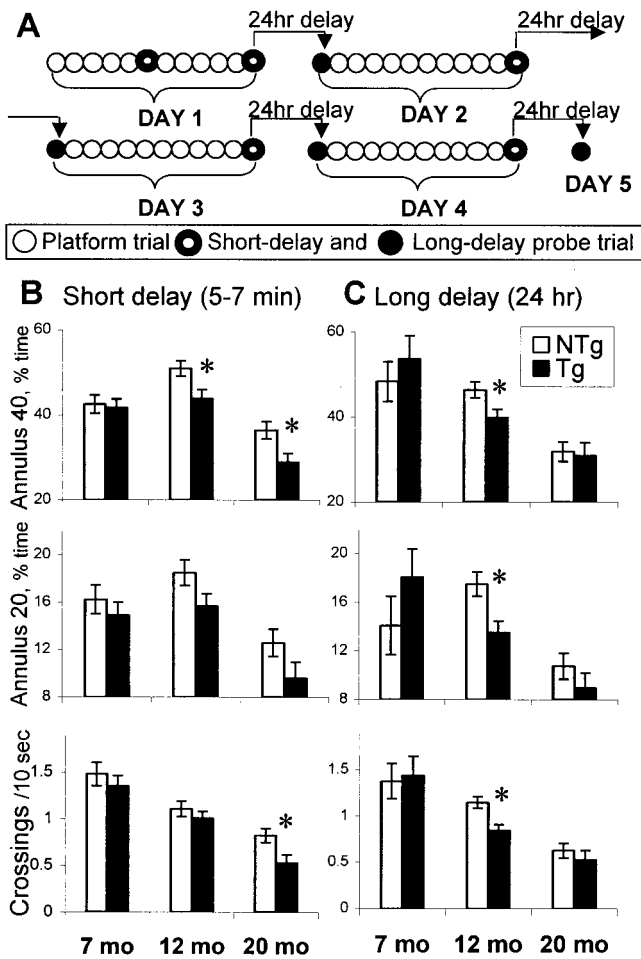 A
24hr delay
24hr delay
DAY 1
DAY 2
24hr delay
24hr delay
DAY 3
DAY 4
DAY 5
Platform trial Short-delay and Long-delay probe trial
B Short delay (5-7 min)
C Long delay (24 hr)
NTg
Tg
Annulus 40, % time
60
40
20
*
*
60
40
20
*
Annulus 20, % time
20
16
12
8
20
16
12
8
*
Crossings /10 sec
1.5
1
0.5
0
*
1.5
1
0.5
0
*
7 mo 12 mo 20 mo
7 mo 12 mo 20 mo